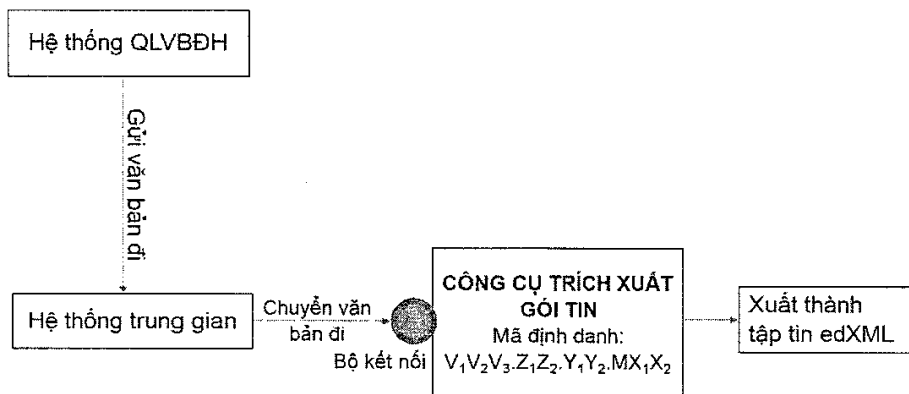 Hệ thống QLVBĐH
Gửi văn bản đi
Hệ thống trung gian
Chuyển văn
bản đi
Bộ kết nối
CÔNG CỤ TRÍCH XUẤT
GÓI TIN
Mã định danh:
V₁V₂V₃.Z₁Z₂.Y₁Y₂.MX₁X₂
Xuất thành
tập tin edXML